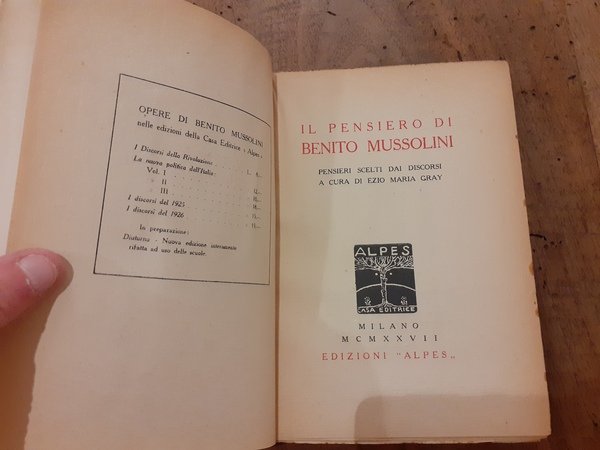 OPERE DI BENITO MUSSOLINI
nelle edizioni della Casa Editrice « Alpes »
I Discorsi della Rivoluzione . . . L. 8.—
La nuova politica dell'Italia:
Vol. I . . . . . . 12.—
» II . . . . . .
» III . . . . . . 18.—
I discorsi del 1925 . . . . . .
I discorsi del 1926 . . . . . .
In preparazione:
Diuturna - Nuova edizione interamente
rifatta ad uso delle scuole.
IL PENSIERO DI
BENITO MUSSOLINI
PENSIERI SCELTI DAI DISCORSI
A CURA DI EZIO MARIA GRAY
ALPES
CASA EDITRICE
MILANO
MCMXXVII
EDIZIONI "ALPES„